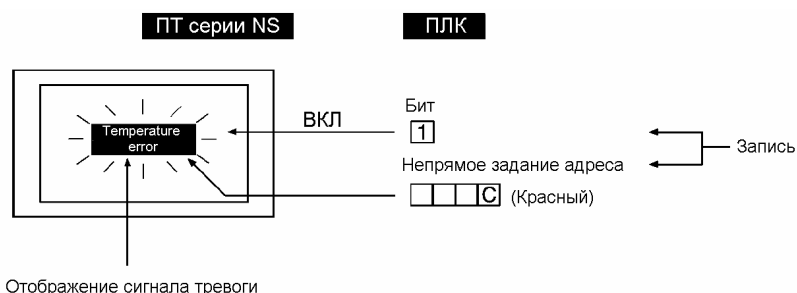 ПТ серии NS
ПЛК
Temperature
error
ВКЛ
Бит
1
Запись
Непрямое задание адреса
C (Красный)
Отображение сигнала тревоги